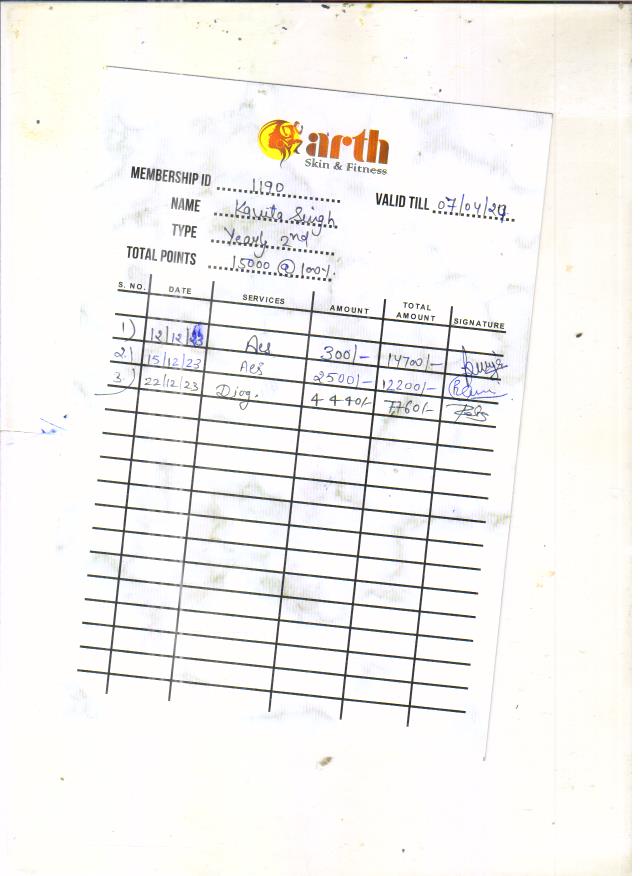 arth
Skin & Fitness
MEMBERSHIP ID 1190
VALID TILL 07/04/24
NAME Kavita Singh
TYPE Yearly 2nd
TOTAL POINTS 15000 @ 100%.
S. NO. DATE SERVICES AMOUNT TOTAL AMOUNT SIGNATURE
1) 12/12/23 Aes 300/- 14700/-
2) 15/12/23 Aes 2500/- 12200/-
3) 22/12/23 Diog. 4440/- 7760/-